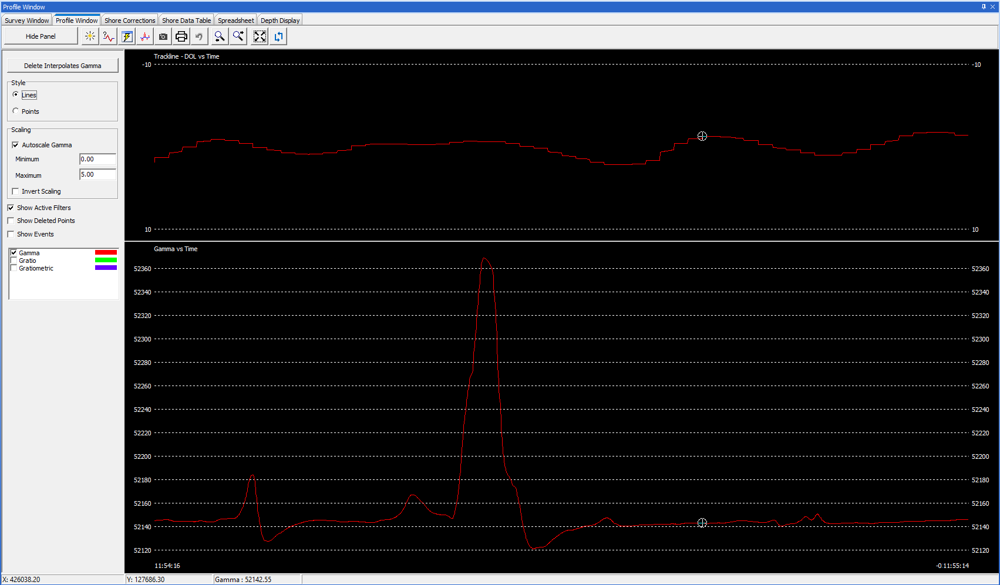 Profile Window
Survey Window Profile Window Shore Corrections Shore Data Table Spreadsheet Depth Display
Hide Panel
Delete Interpolates Gamma
Style
Lines
Points
Scaling
Autoscale Gamma
Minimum 0.00
Maximum 5.00
Invert Scaling
Show Active Filters
Show Deleted Points
Show Events
Gamma
Gratio
Gratiometric
Trackline - DOL vs Time
-10 -10
10 10
Gamma vs Time
52360 52360
52340 52340
52320 52320
52300 52300
52280 52280
52260 52260
52240 52240
52220 52220
52200 52200
52180 52180
52160 52160
52140 52140
52120 52120
11:54:16 -0 11:55:14
X: 426038.20 Y: 127686.30 Gamma : 52142.55